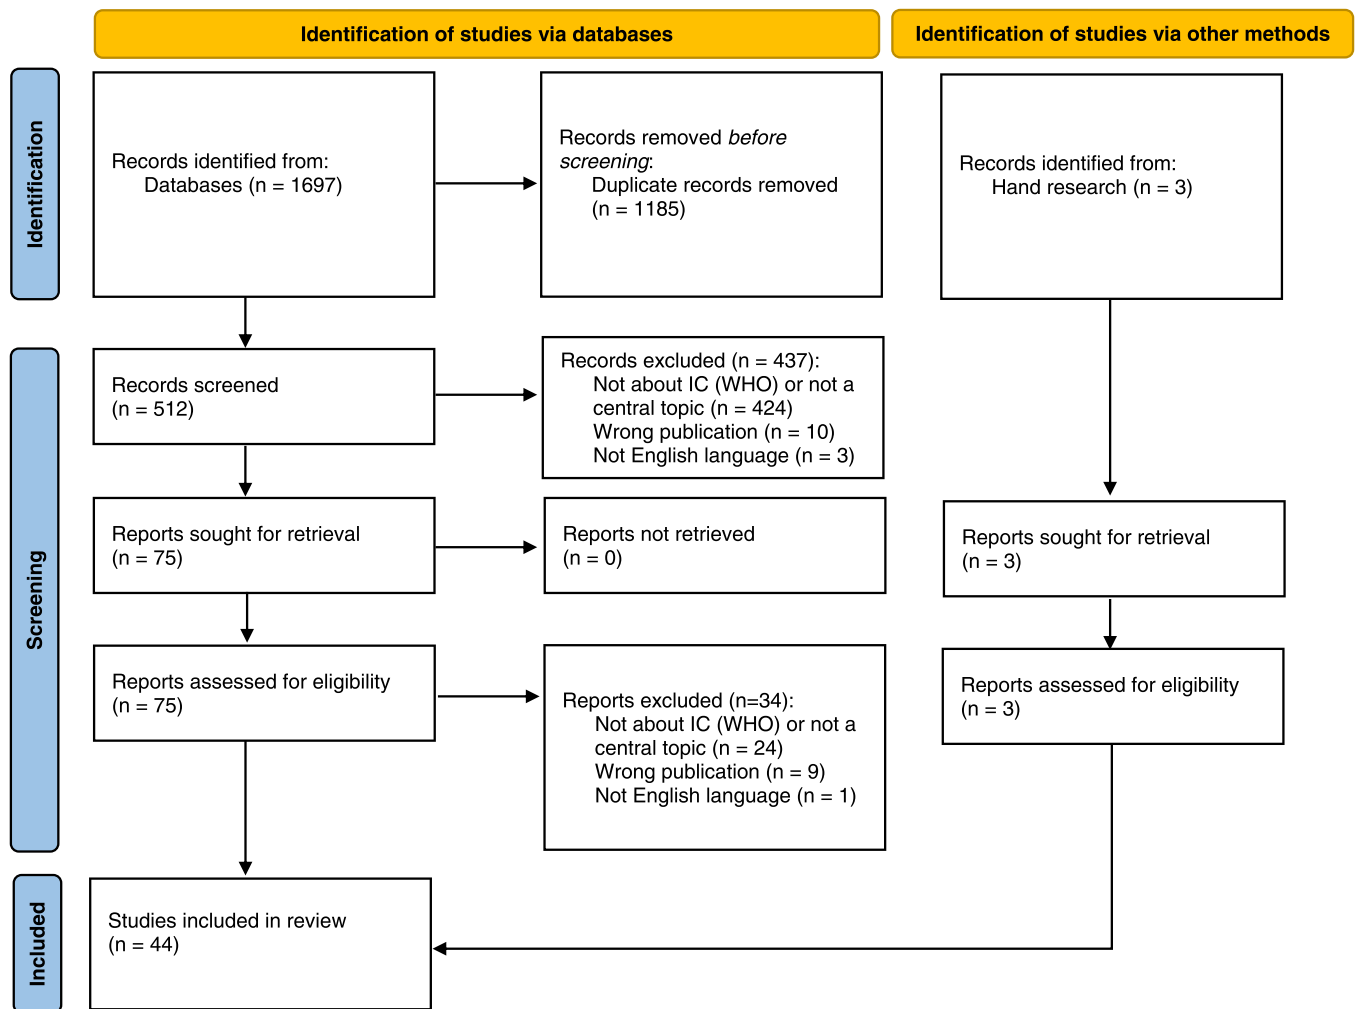 Identification of studies via databases
Identification of studies via other methods
Identification
Records identified from:
Databases (n = 1697)
Records removed before
screening:
Duplicate records removed
(n = 1185)
Records identified from:
Hand research (n = 3)
Screening
Records screened
(n = 512)
Records excluded (n = 437):
Not about IC (WHO) or not a
central topic (n = 424)
Wrong publication (n = 10)
Not English language (n = 3)
Reports sought for retrieval
(n = 75)
Reports not retrieved
(n = 0)
Reports sought for retrieval
(n = 3)
Reports assessed for eligibility
(n = 75)
Reports excluded (n=34):
Not about IC (WHO) or not a
central topic (n = 24)
Wrong publication (n = 9)
Not English language (n = 1)
Reports assessed for eligibility
(n = 3)
Included
Studies included in review
(n = 44)